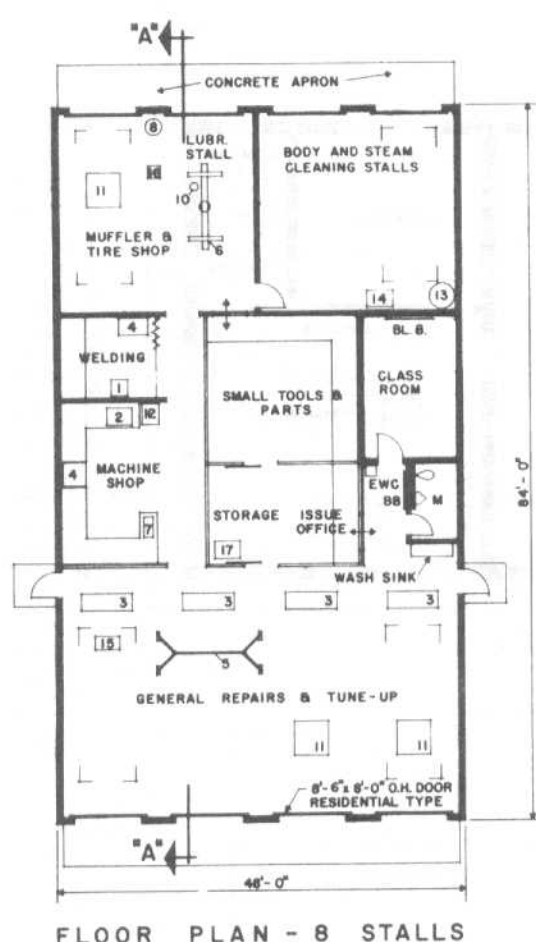 "A"
CONCRETE APRON
8
LUBR.
STALL
BODY AND STEAM
CLEANING STALLS
11
10
MUFFLER &
TIRE SHOP
6
14
13
4
BL. B.
WELDING
1
CLASS
ROOM
SMALL TOOLS &
PARTS
2
12
MACHINE
SHOP
4
EWC
BB
M
7
STORAGE
ISSUE
OFFICE
17
WASH SINK
84'-0"
3
3
3
3
15
5
GENERAL REPAIRS & TUNE-UP
11
11
8'-6" x 8'-0" O.H. DOOR
RESIDENTIAL TYPE
"A"
FLOOR PLAN - 8 STALLS